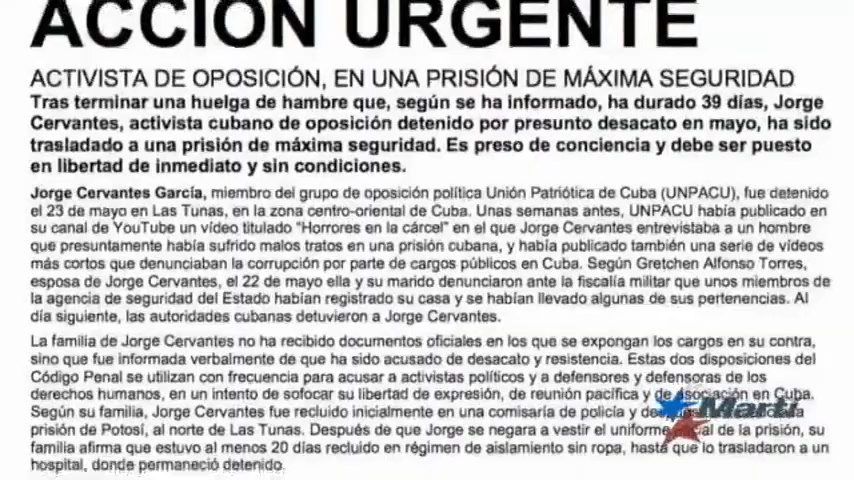 ACCIÓN URGENTE
ACTIVISTA DE OPOSICIÓN, EN UNA PRISIÓN DE MÁXIMA SEGURIDAD
Tras terminar una huelga de hambre que, según se ha informado, ha durado 39 días, Jorge
Cervantes, activista cubano de oposición detenido por presunto desacato en mayo, ha sido
trasladado a una prisión de máxima seguridad. Es preso de conciencia y debe ser puesto
en libertad de inmediato y sin condiciones.
Jorge Cervantes García, miembro del grupo de oposición política Unión Patriótica de Cuba (UNPACU), fue detenido
el 23 de mayo en Las Tunas, en la zona centro-oriental de Cuba. Unas semanas antes, UNPACU había publicado en
su canal de YouTube un vídeo titulado "Horrores en la cárcel" en el que Jorge Cervantes entrevistaba a un hombre
que presuntamente había sufrido malos tratos en una prisión cubana, y había publicado también una serie de vídeos
más cortos que denunciaban la corrupción por parte de cargos públicos en Cuba. Según Gretchen Alfonso Torres,
esposa de Jorge Cervantes, el 22 de mayo ella y su marido denunciaron ante la fiscalía militar que unos miembros de
la agencia de seguridad del Estado habían registrado su casa y se habían llevado algunas de sus pertenencias. Al
día siguiente, las autoridades cubanas detuvieron a Jorge Cervantes.
La familia de Jorge Cervantes no ha recibido documentos oficiales en los que se expongan los cargos en su contra,
sino que fue informada verbalmente de que ha sido acusado de desacato y resistencia. Estas dos disposiciones del
Código Penal se utilizan con frecuencia para acusar a activistas políticos y a defensores y defensoras de los
derechos humanos, en un intento de sofocar su libertad de expresión, de reunión pacífica y de asociación en Cuba.
Según su familia, Jorge Cervantes fue recluido inicialmente en una comisaría de policía y la
prisión de Potosí, al norte de Las Tunas. Después de que Jorge se negara a vestir el uniforme de la prisión, su
familia afirma que estuvo al menos 20 días recluido en régimen de aislamiento sin ropa, hasta que lo trasladaron a un
hospital, donde permaneció detenido.
Martí